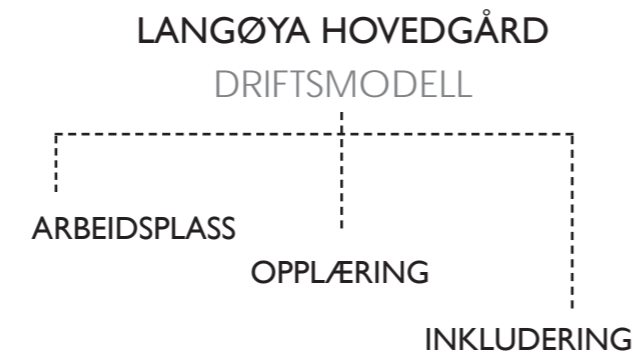 LANGØYA HOVEDGÅRD
DRIFTSMODELL
ARBEIDSPLASS
OPPLÆRING
INKLUDERING